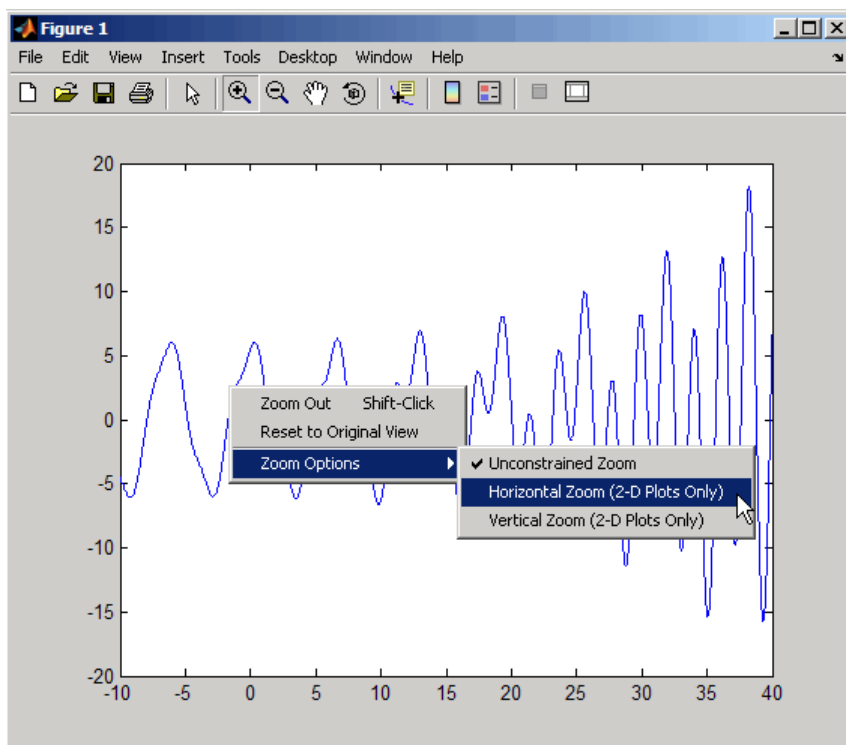 Figure 1
File Edit View Insert Tools Desktop Window Help
20
15
10
5
0
-5
-10
-15
-20
Zoom Out Shift-Click
Reset to Original View
Zoom Options
Unconstrained Zoom
Horizontal Zoom (2-D Plots Only)
Vertical Zoom (2-D Plots Only)
-10 -5 0 5 10 15 20 25 30 35 40